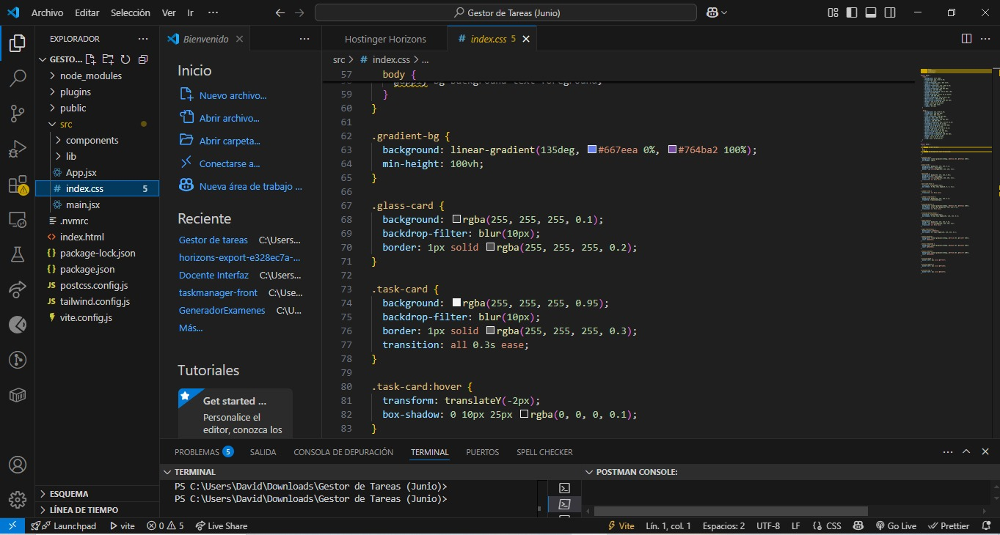 Archivo Editar Selección Ver Ir ··· Gestor de Tareas (Junio)
EXPLORADOR ···
GESTO...
node_modules
plugins
public
src
components
lib
App.jsx
# index.css 5
main.jsx
.nvmrc
<> index.html
{} package-lock.json
{} package.json
JS postcss.config.js
JS tailwind.config.js
vite.config.js
ESQUEMA
LÍNEA DE TIEMPO
Bienvenido ···
Inicio
Nuevo archivo...
Abrir archivo...
Abrir carpeta...
Conectarse a...
Nueva área de trabajo ...
Reciente
Gestor de tareas C:\Users...
horizons-export-e328ec7a-...
Docente Interfaz C:\Users...
taskmanager-front C:\Use...
GeneradorExamenes C:\U...
Más...
Tutoriales
Get started ...
Personalice el
editor, conozca los
Hostinger Horizons # index.css 5 ···
src > # index.css > ...
57 body {
59 }
60 }
61
62 .gradient-bg {
63 background: linear-gradient(135deg, #667eea 0%, #764ba2 100%);
64 min-height: 100vh;
65 }
66
67 .glass-card {
68 background: rgba(255, 255, 255, 0.1);
69 backdrop-filter: blur(10px);
70 border: 1px solid rgba(255, 255, 255, 0.2);
71 }
72
73 .task-card {
74 background: rgba(255, 255, 255, 0.95);
75 backdrop-filter: blur(10px);
76 border: 1px solid rgba(255, 255, 255, 0.3);
77 transition: all 0.3s ease;
78 }
79
80 .task-card:hover {
81 transform: translateY(-2px);
82 box-shadow: 0 10px 25px rgba(0, 0, 0, 0.1);
83 }
PROBLEMAS 5 SALIDA CONSOLA DE DEPURACIÓN TERMINAL PUERTOS SPELL CHECKER ···
TERMINAL
PS C:\Users\David\Downloads\Gestor de Tareas (Junio)>
PS C:\Users\David\Downloads\Gestor de Tareas (Junio)>
POSTMAN CONSOLE:
Launchpad vite 0 5 Live Share Vite Lín. 1, col. 1 Espacios: 2 UTF-8 LF {} CSS Go Live Prettier